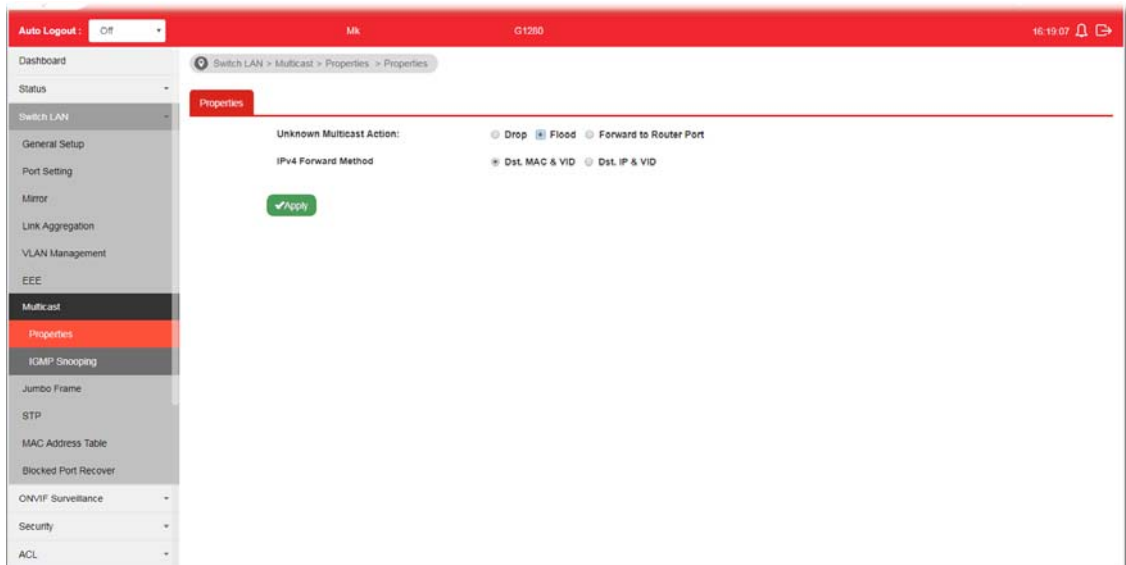 Auto Logout : Off Mk G1280 16:19:07
Switch LAN > Multicast > Properties > Properties
Properties
Unknown Multicast Action: Drop Flood Forward to Router Port
IPv4 Forward Method Dst. MAC & VID Dst. IP & VID
Apply
Dashboard
Status
Switch LAN
General Setup
Port Setting
Mirror
Link Aggregation
VLAN Management
EEE
Multicast
Properties
IGMP Snooping
Jumbo Frame
STP
MAC Address Table
Blocked Port Recover
ONVIF Surveillance
Security
ACL